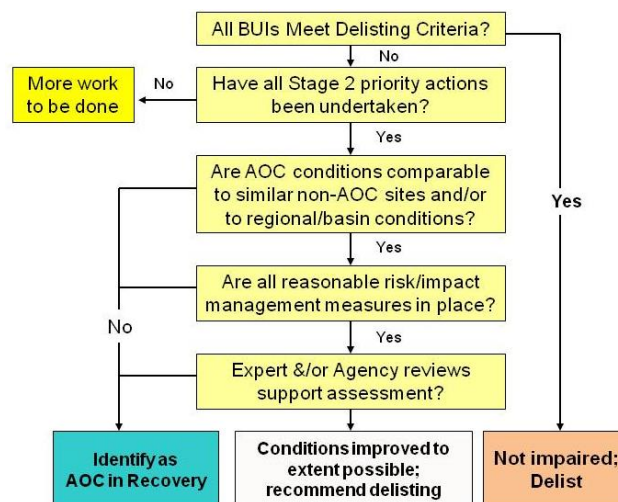 All BUIs Meet Delisting Criteria?
No
More work
to be done
No
Have all Stage 2 priority actions
been undertaken?
Yes
Are AOC conditions comparable
to similar non-AOC sites and/or
to regional/basin conditions?
Yes
Yes
Are all reasonable risk/impact
management measures in place?
No
Yes
Expert &/or Agency reviews
support assessment?
Identify as
AOC in Recovery
Conditions improved to
extent possible;
recommend delisting
Not impaired;
Delist